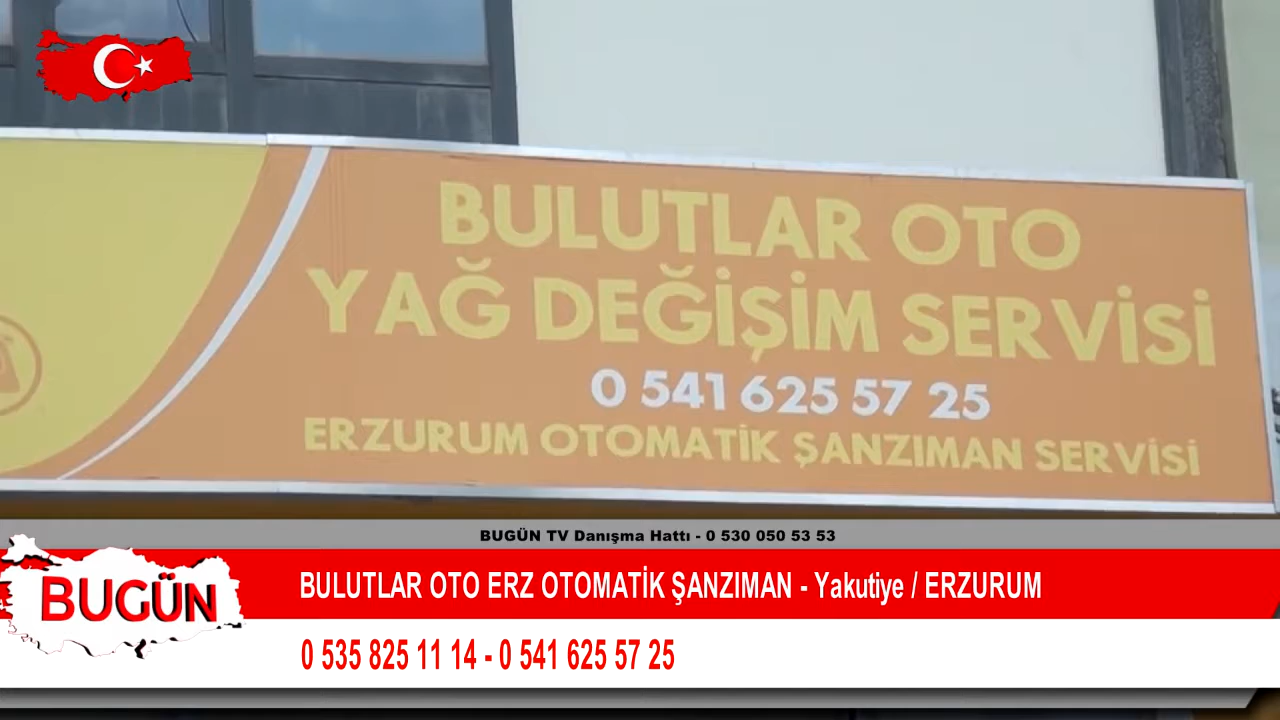 BULUTLAR OTO
YAĞ DEĞİŞİM SERVİSİ
0 541 625 57 25
ERZURUM OTOMATİK ŞANZIMAN SERVİSİ
BUGÜN TV Danışma Hattı - 0 530 050 53 53
BUGÜN
BULUTLAR OTO ERZ OTOMATİK ŞANZIMAN - Yakutiye / ERZURUM
0 535 825 11 14 - 0 541 625 57 25